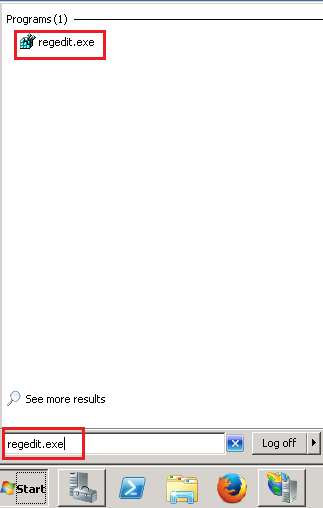 Programs (1)
regedit.exe
See more results
regedit.exe
Log off
Start